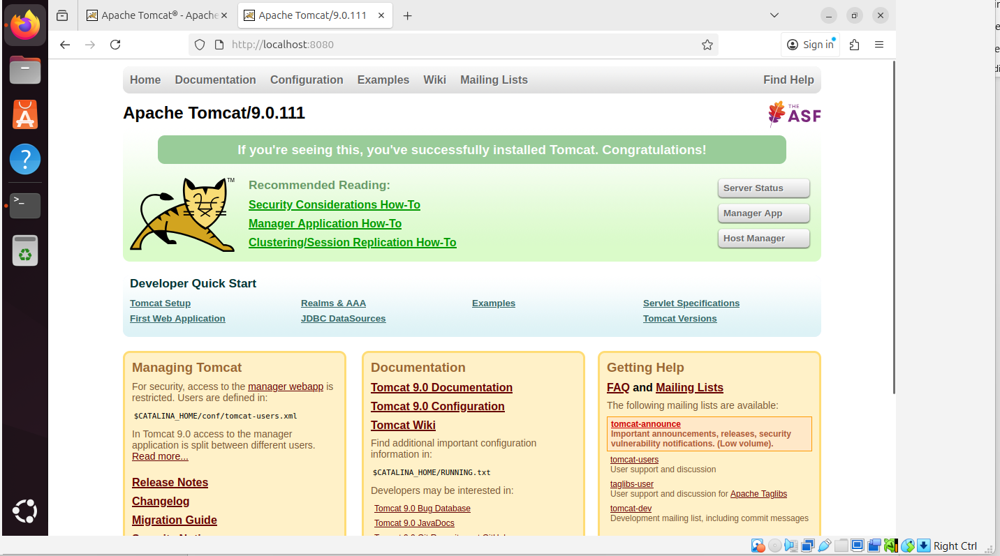 Apache Tomcat® - Apache
Apache Tomcat/9.0.111
http://localhost:8080
Sign in
Home Documentation Configuration Examples Wiki Mailing Lists Find Help
Apache Tomcat/9.0.111
THE
ASF
If you're seeing this, you've successfully installed Tomcat. Congratulations!
TM
Recommended Reading:
Security Considerations How-To
Manager Application How-To
Clustering/Session Replication How-To
Server Status
Manager App
Host Manager
Developer Quick Start
Tomcat Setup
First Web Application
Realms & AAA
JDBC DataSources
Examples
Servlet Specifications
Tomcat Versions
Managing Tomcat
For security, access to the manager webapp is
restricted. Users are defined in:
$CATALINA_HOME/conf/tomcat-users.xml
In Tomcat 9.0 access to the manager
application is split between different users.
Read more...
Release Notes
Changelog
Migration Guide
Documentation
Tomcat 9.0 Documentation
Tomcat 9.0 Configuration
Tomcat Wiki
Find additional important configuration
information in:
$CATALINA_HOME/RUNNING.txt
Developers may be interested in:
Tomcat 9.0 Bug Database
Tomcat 9.0 JavaDocs
Getting Help
FAQ and Mailing Lists
The following mailing lists are available:
tomcat-announce
Important announcements, releases, security
vulnerability notifications. (Low volume).
tomcat-users
User support and discussion
taglibs-user
User support and discussion for Apache Taglibs
tomcat-dev
Development mailing list, including commit messages
Right Ctrl